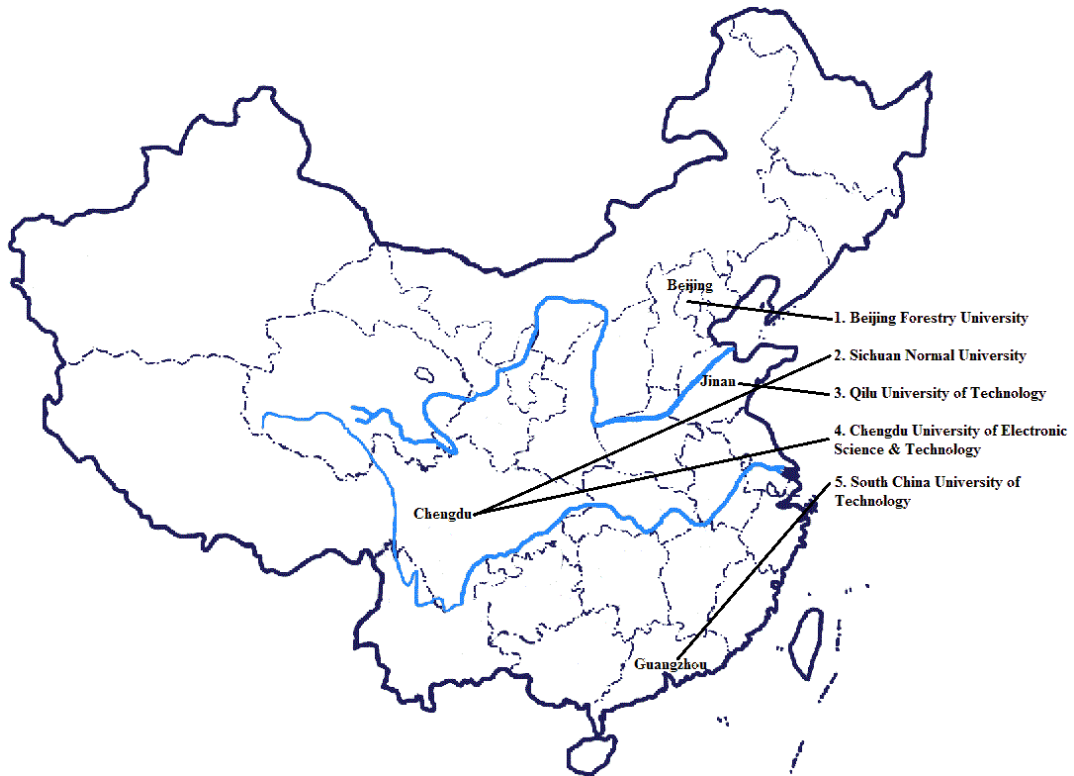 Beijing
1. Beijing Forestry University
2. Sichuan Normal University
Jinan
3. Qilu University of Technology
4. Chengdu University of Electronic
Science & Technology
5. South China University of
Technology
Chengdu
Guangzhou